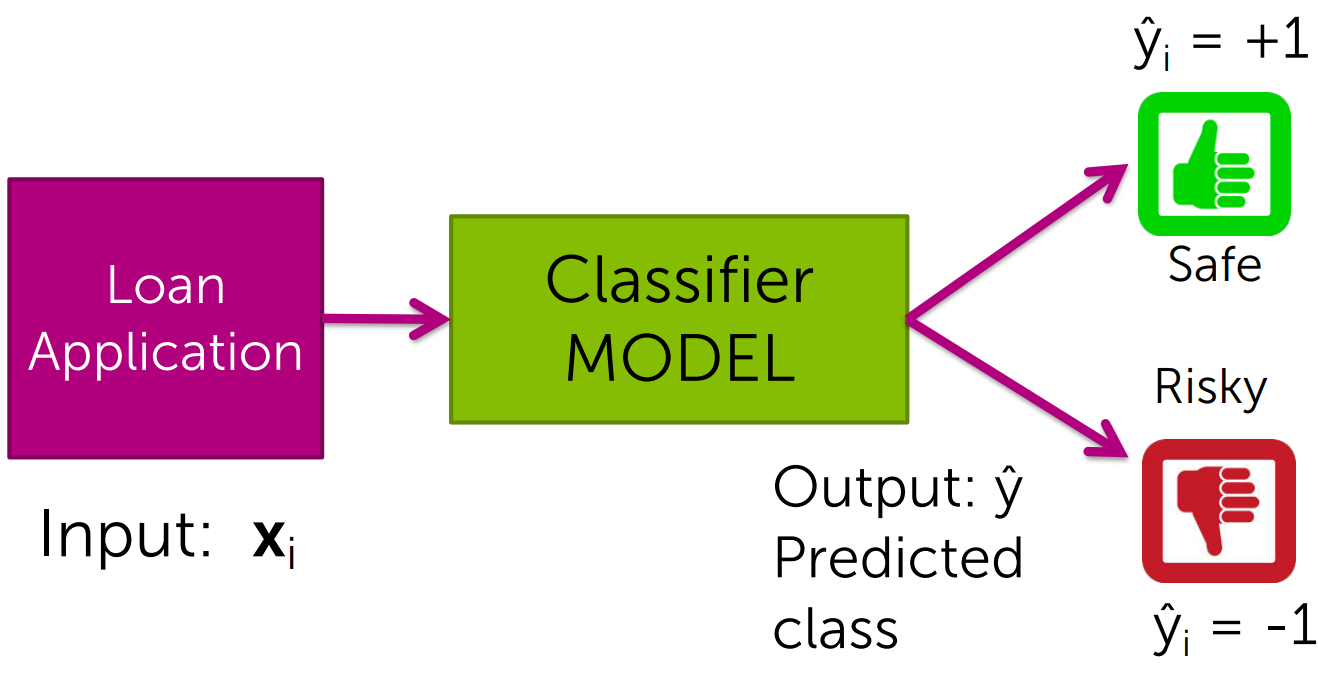 ŷᵢ = +1
Safe
Loan
Application
Classifier
MODEL
Risky
Input: xᵢ
Output: ŷ
Predicted
class
ŷᵢ = -1